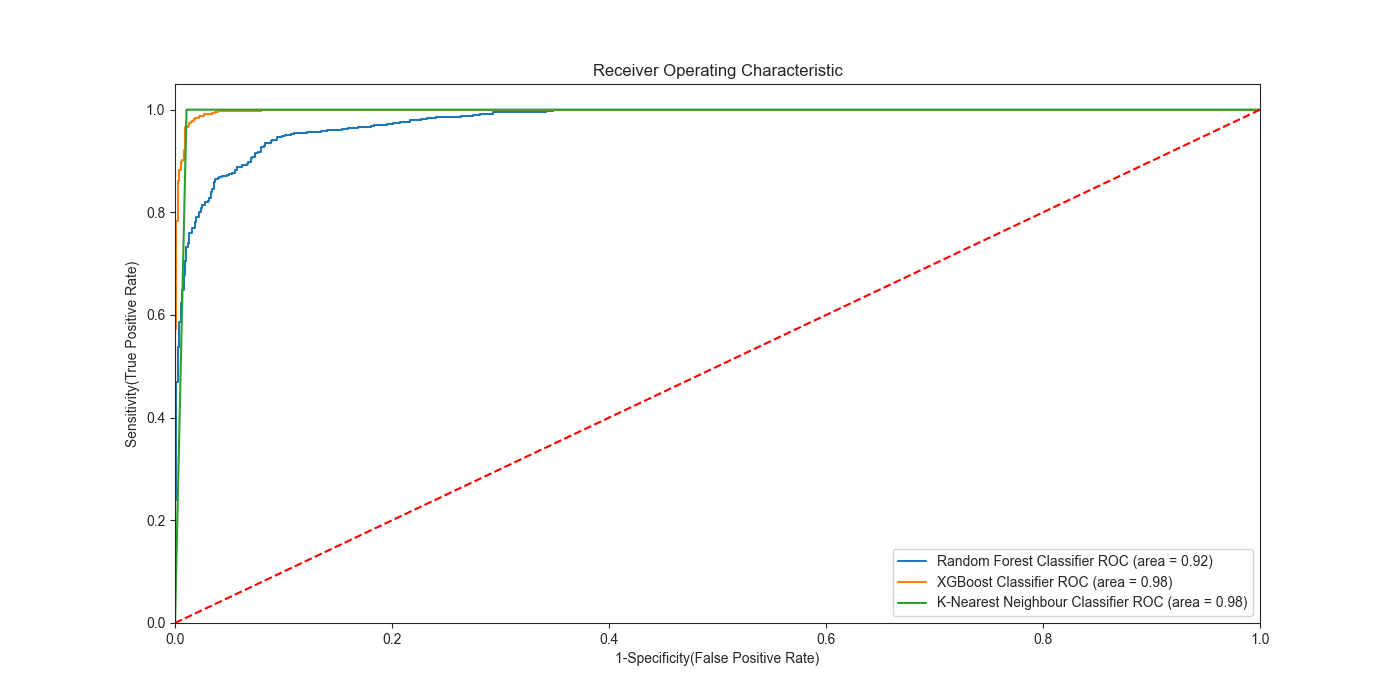 Receiver Operating Characteristic
1.0
0.8
0.6
0.4
0.2
0.0
Sensitivity(True Positive Rate)
Random Forest Classifier ROC (area = 0.92)
XGBoost Classifier ROC (area = 0.98)
K-Nearest Neighbour Classifier ROC (area = 0.98)
0.0 0.2 0.4 0.6 0.8 1.0
1-Specificity(False Positive Rate)